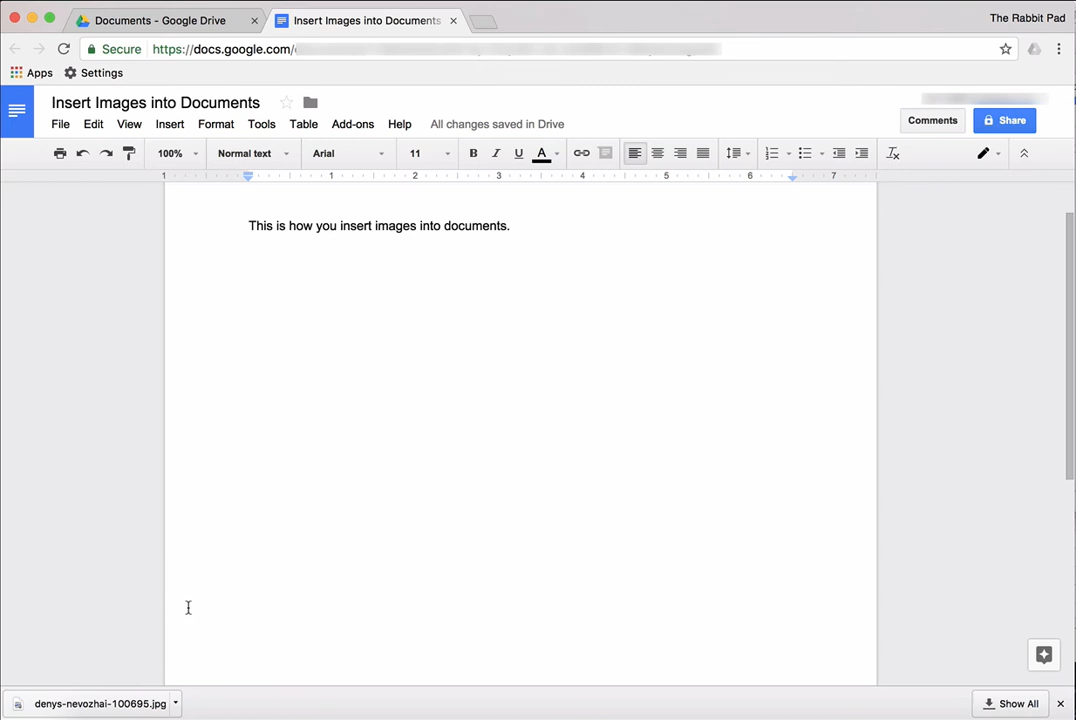 Documents - Google Drive
Insert Images into Documents
The Rabbit Pad
Secure https://docs.google.com/
Apps Settings
Insert Images into Documents
File Edit View Insert Format Tools Table Add-ons Help All changes saved in Drive
Comments Share
100% Normal text Arial 11 B I U A
1 1 2 3 4 5 6 7
This is how you insert images into documents.
denys-nevozhai-100695.jpg
Show All